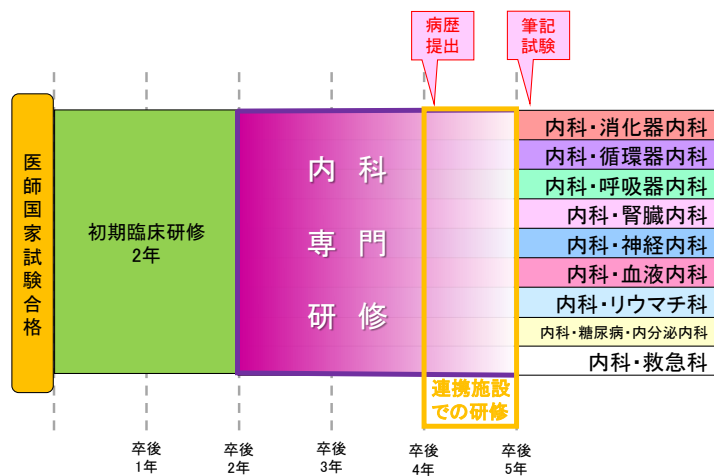 病歴
提出
筆記
試験
医師国家試験合格
初期臨床研修
2年
内 科
専 門
研 修
連携施設
での研修
内科・消化器内科
内科・循環器内科
内科・呼吸器内科
内科・腎臓内科
内科・神経内科
内科・血液内科
内科・リウマチ科
内科・糖尿病・内分泌内科
内科・救急科
卒後
1年
卒後
2年
卒後
3年
卒後
4年
卒後
5年